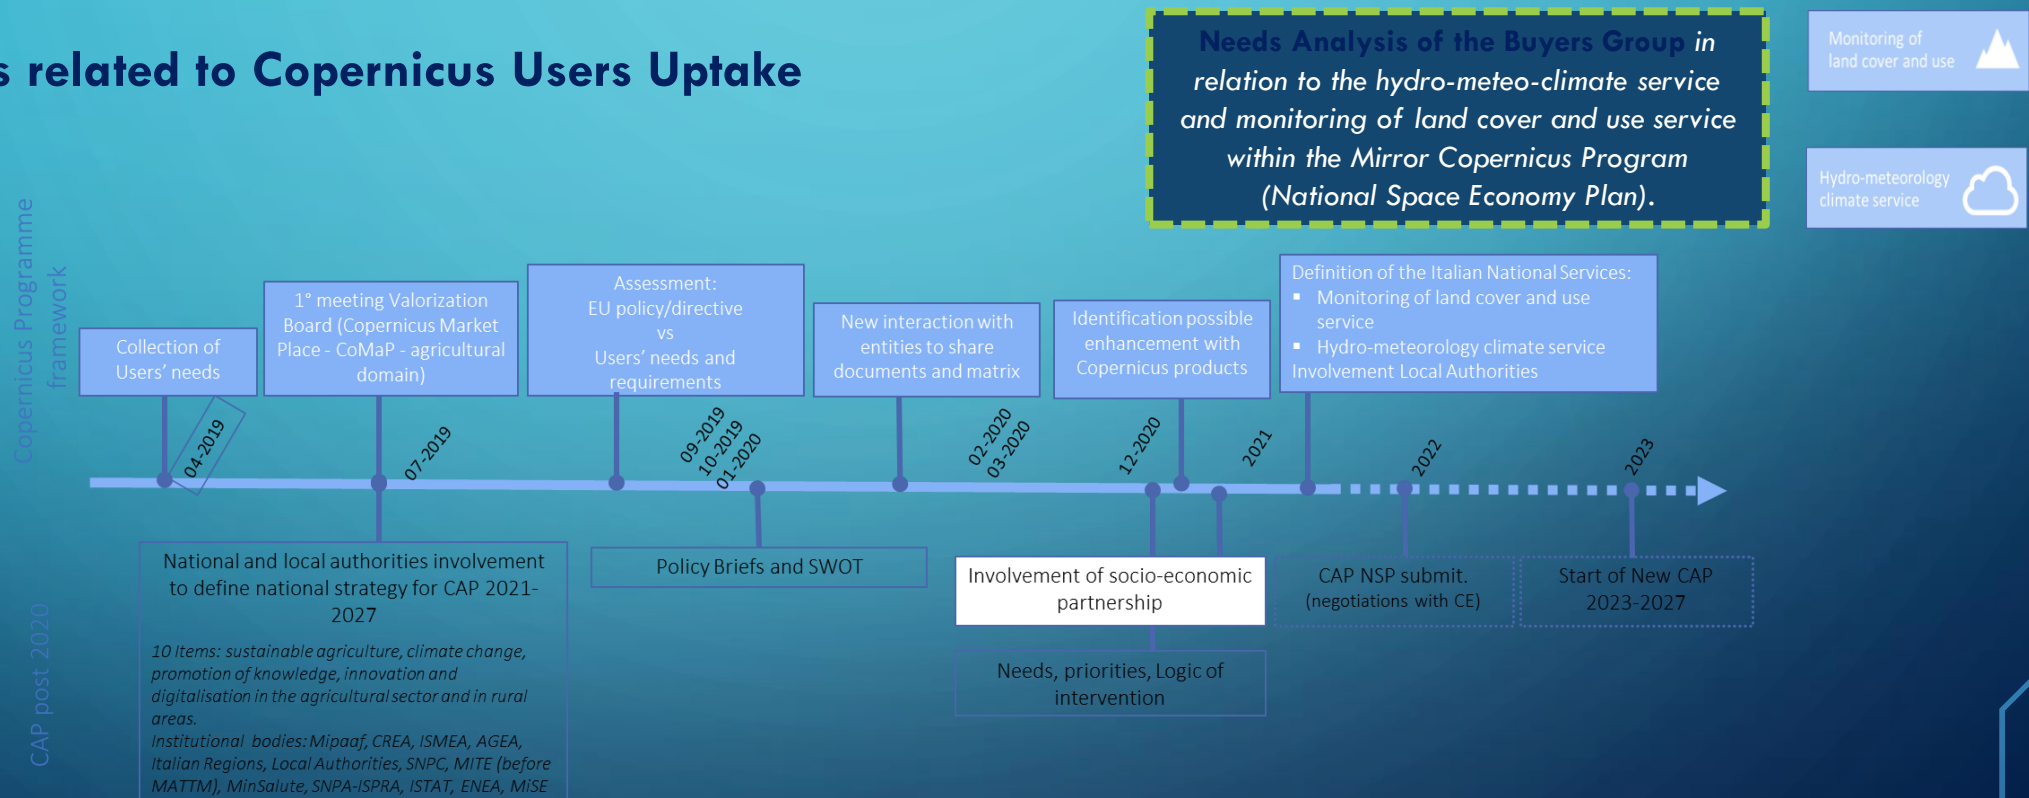 s related to Copernicus Users Uptake
Needs Analysis of the Buyers Group in
relation to the hydro-meteo-climate service
and monitoring of land cover and use service
within the Mirror Copernicus Program
(National Space Economy Plan).
Monitoring of
land cover and use
Hydro-meteorology
climate service
Copernicus Programme
framework
Collection of
Users' needs
1° meeting Valorization
Board (Copernicus Market
Place - CoMaP - agricultural
domain)
Assessment:
EU policy/directive
vs
Users' needs and
requirements
New interaction with
entities to share
documents and matrix
Identification possible
enhancement with
Copernicus products
Definition of the Italian National Services:
▪ Monitoring of land cover and use
service
▪ Hydro-meteorology climate service
Involvement Local Authorities
04-2019
07-2019
09-2019
10-2019
01-2020
02-2020
03-2020
12-2020
2021
2022
2023
CAP post 2020
National and local authorities involvement
to define national strategy for CAP 2021-
2027
10 Items: sustainable agriculture, climate change,
promotion of knowledge, innovation and
digitalisation in the agricultural sector and in rural
areas.
Institutional bodies: Mipaaf, CREA, ISMEA, AGEA,
Italian Regions, Local Authorities, SNPC, MITE (before
MATTM), MinSalute, SNPA-ISPRA, ISTAT, ENEA, MiSE
Policy Briefs and SWOT
Involvement of socio-economic
partnership
Needs, priorities, Logic of
intervention
CAP NSP submit.
(negotiations with CE)
Start of New CAP
2023-2027